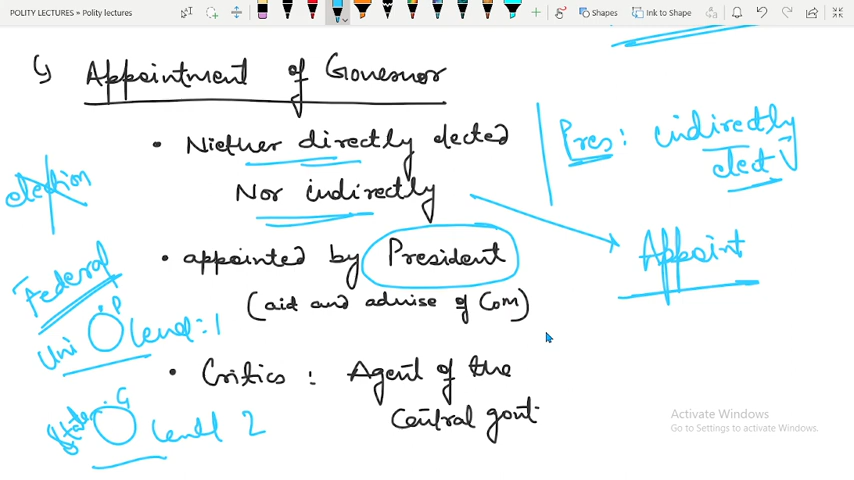 POLITY LECTURES » Polity lectures
Shapes
Ink to Shape
Appointment of Governor
• Niether directly elected
Nor indirectly
Pres: indirectly
elect
Appoint
election
• appointed by President
(aid and advise of COM)
Federal
P
Uni level=1
• Critics : Agent of the
Central govt
State G level 2
Activate Windows
Go to Settings to activate Windows.